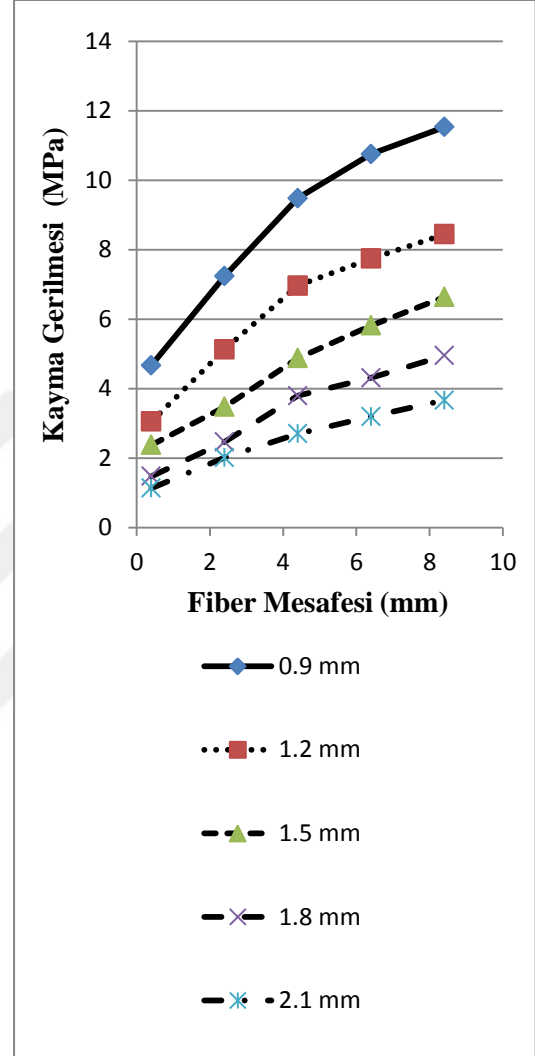 14
12
10
8
6
4
2
0
Kayma Gerilmesi (MPa)
0 2 4 6 8 10
Fiber Mesafesi (mm)
0.9 mm
1.2 mm
1.5 mm
1.8 mm
2.1 mm